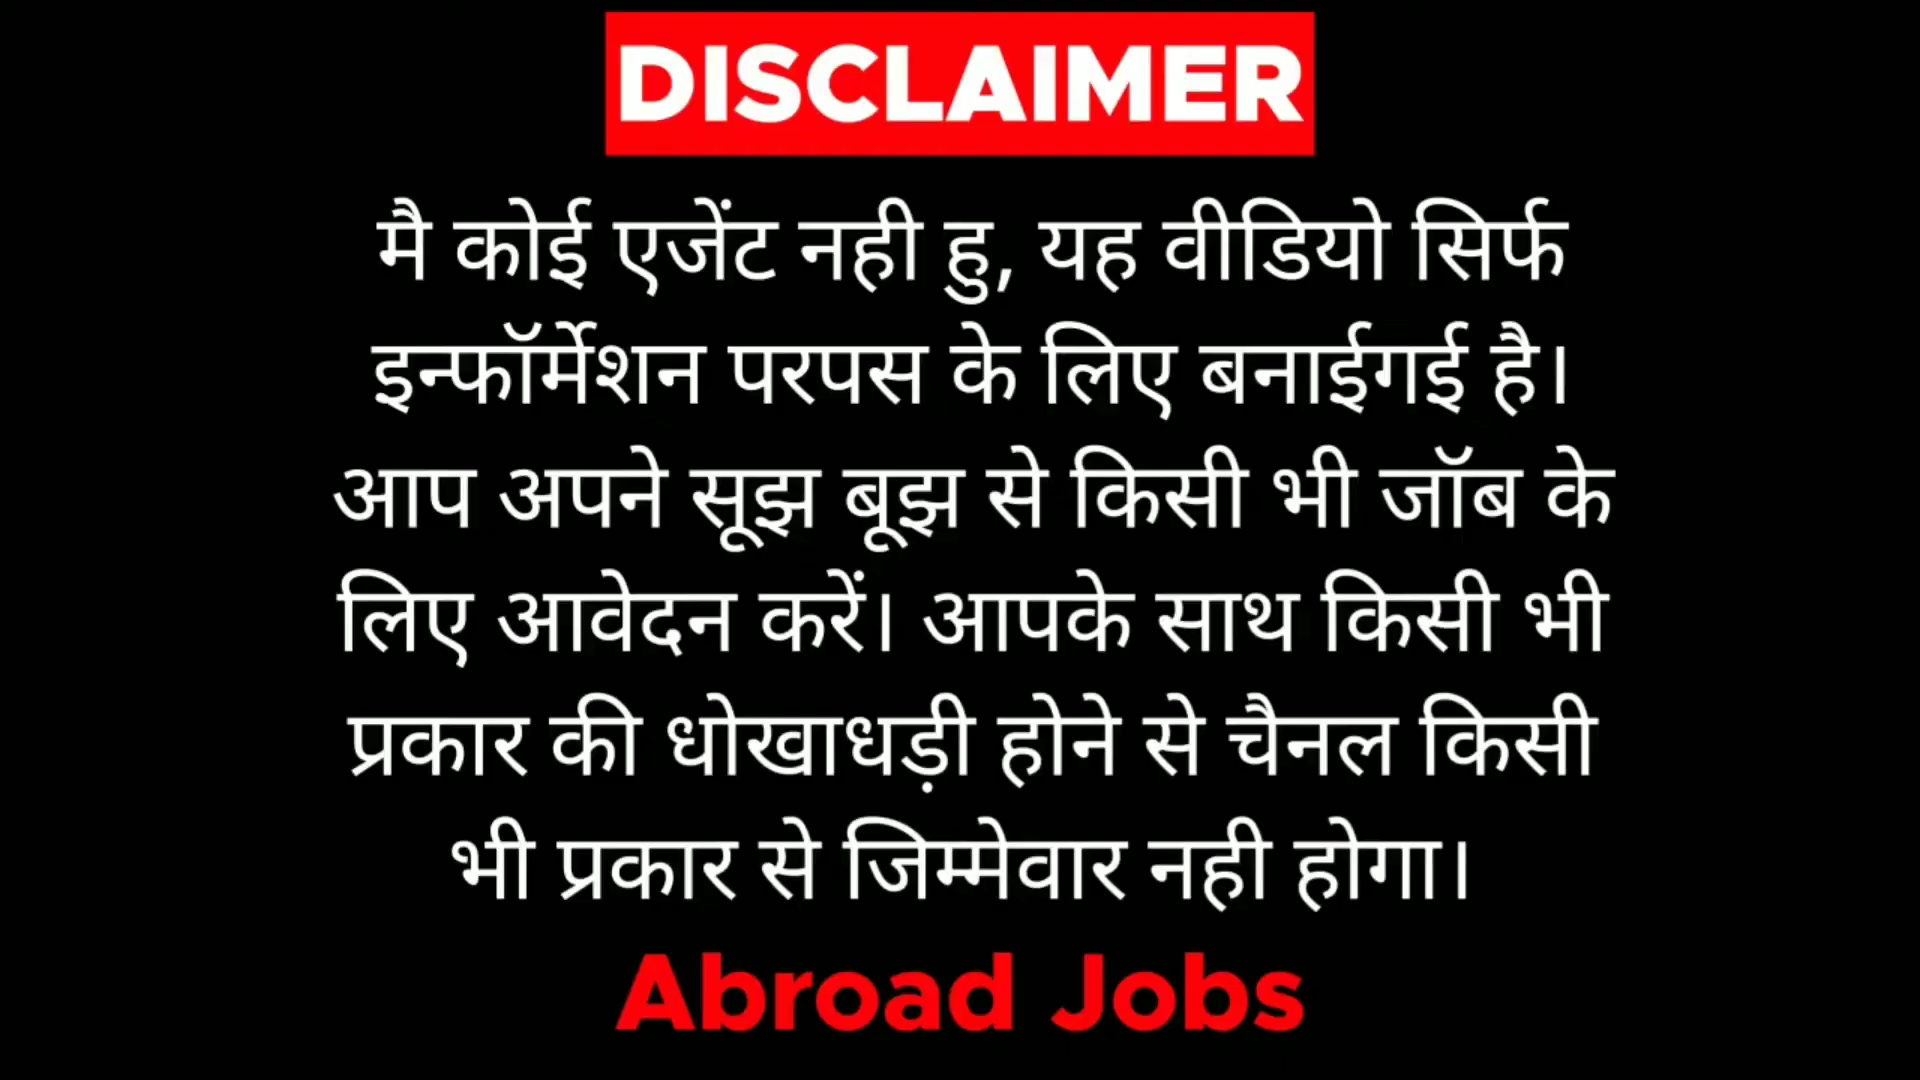 DISCLAIMER
मै कोई एजेंट नही हु, यह वीडियो सिर्फ
इन्फॉर्मेशन परपस के लिए बनाईगई है।
आप अपने सूझ बूझ से किसी भी जॉब के
लिए आवेदन करें। आपके साथ किसी भी
प्रकार की धोखाधड़ी होने से चैनल किसी
भी प्रकार से जिम्मेवार नही होगा।
Abroad Jobs